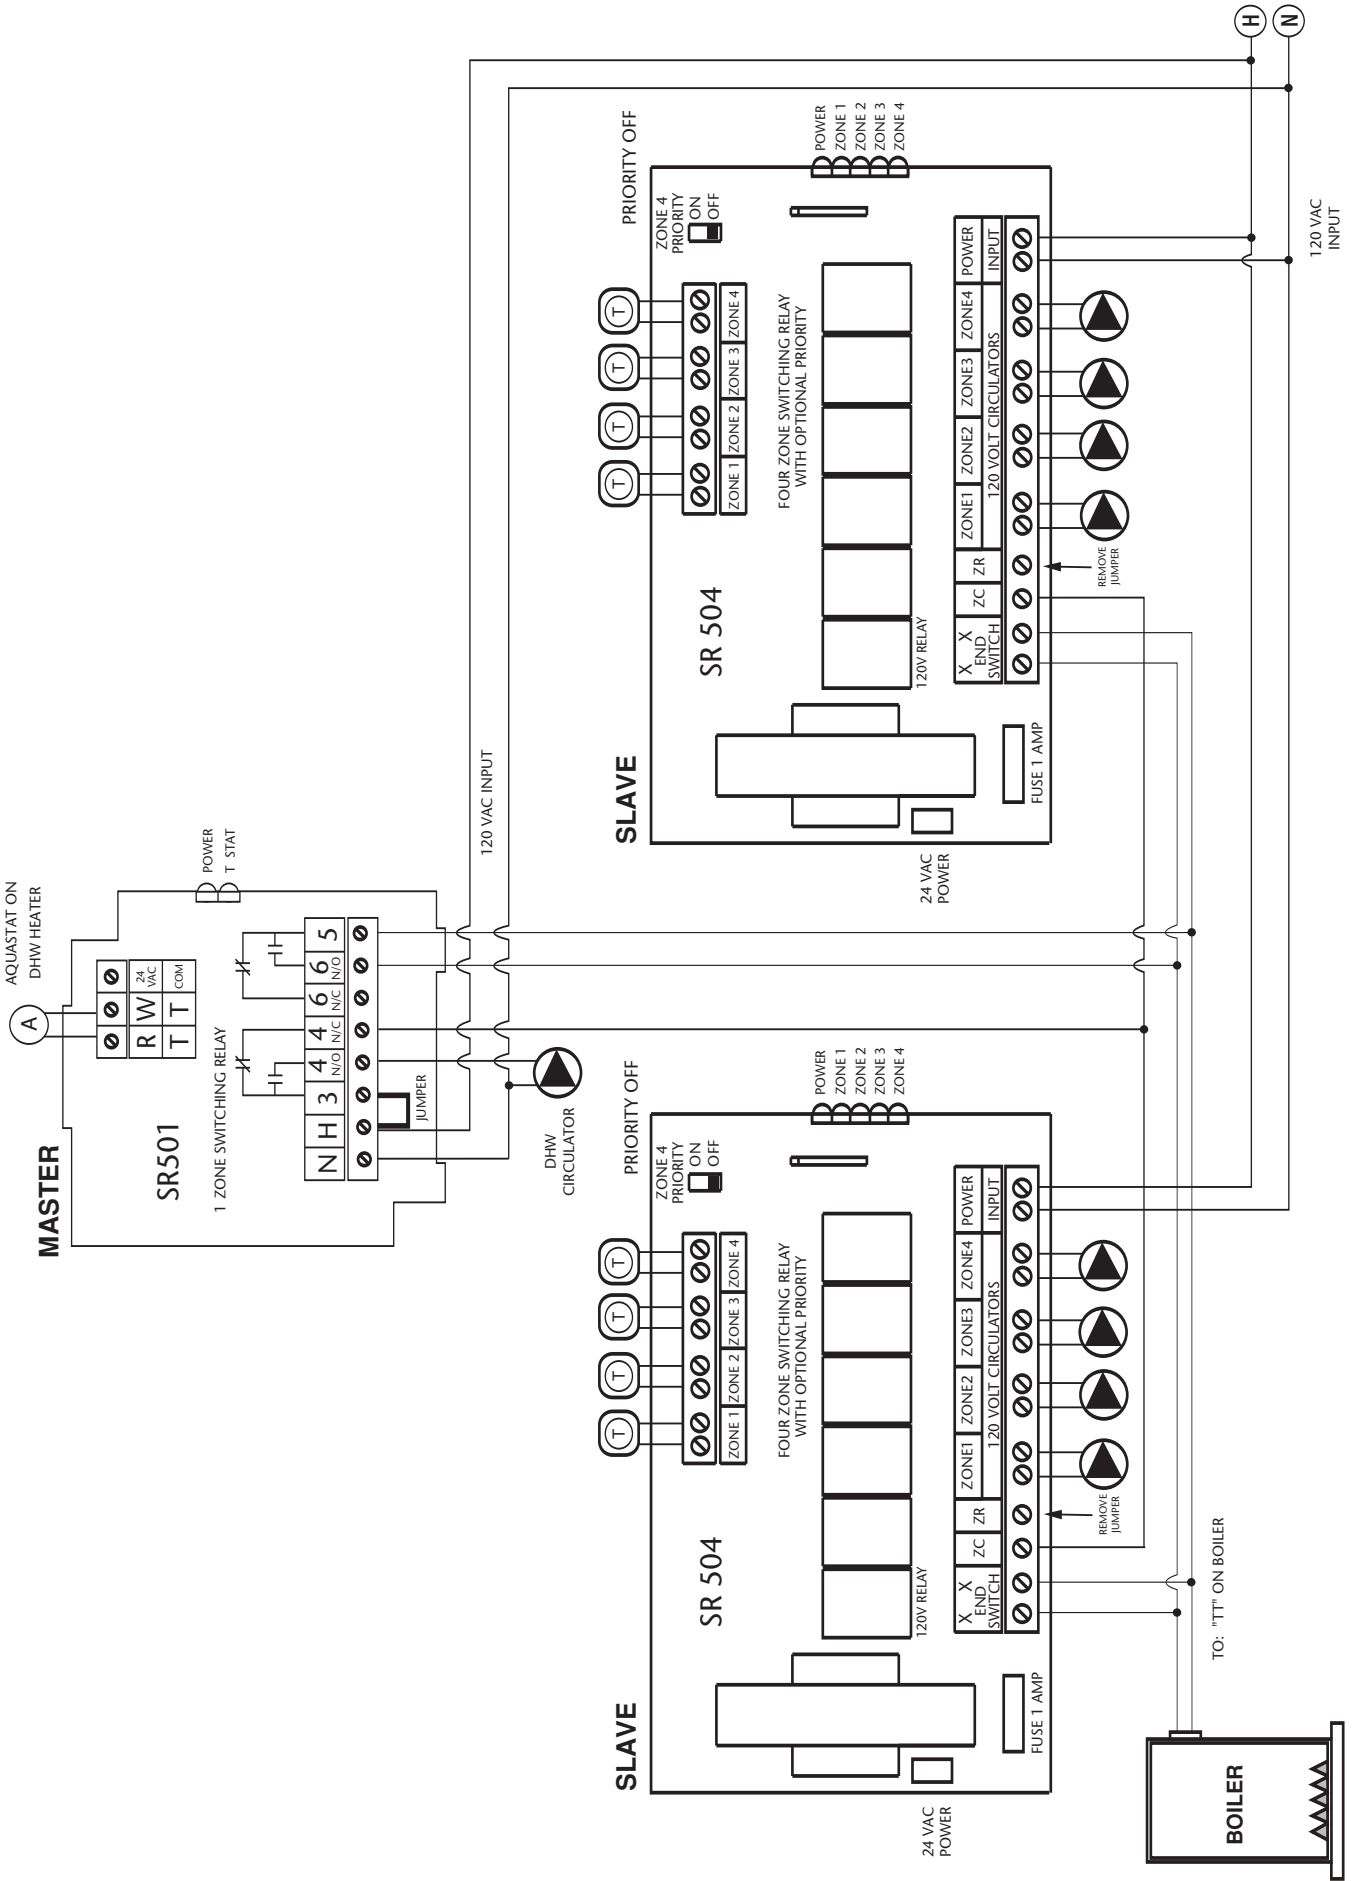 AQUASTAT ON
DHW HEATER
A
MASTER
SR501
1 ZONE SWITCHING RELAY
R W 24 VAC
T T COM
POWER
T STAT
N H 3 4 N/O 4 N/C 6 N/C 6 N/O 5
JUMPER
DHW
CIRCULATOR
120 VAC INPUT
SLAVE
SR 504
T T T T
ZONE 1 ZONE 2 ZONE 3 ZONE 4
ZONE 4
PRIORITY
ON
OFF
PRIORITY OFF
FOUR ZONE SWITCHING RELAY
WITH OPTIONAL PRIORITY
POWER
ZONE 1
ZONE 2
ZONE 3
ZONE 4
24 VAC
POWER
120V RELAY
FUSE 1 AMP
X X
END
SWITCH
ZC ZR ZONE1 ZONE2 ZONE3 ZONE4
120 VOLT CIRCULATORS
POWER
INPUT
REMOVE
JUMPER
SLAVE
SR 504
T T T T
ZONE 1 ZONE 2 ZONE 3 ZONE 4
ZONE 4
PRIORITY
ON
OFF
PRIORITY OFF
FOUR ZONE SWITCHING RELAY
WITH OPTIONAL PRIORITY
POWER
ZONE 1
ZONE 2
ZONE 3
ZONE 4
24 VAC
POWER
120V RELAY
FUSE 1 AMP
X X
END
SWITCH
ZC ZR ZONE1 ZONE2 ZONE3 ZONE4
120 VOLT CIRCULATORS
POWER
INPUT
REMOVE
JUMPER
H
N
120 VAC
INPUT
TO: "TT" ON BOILER
BOILER